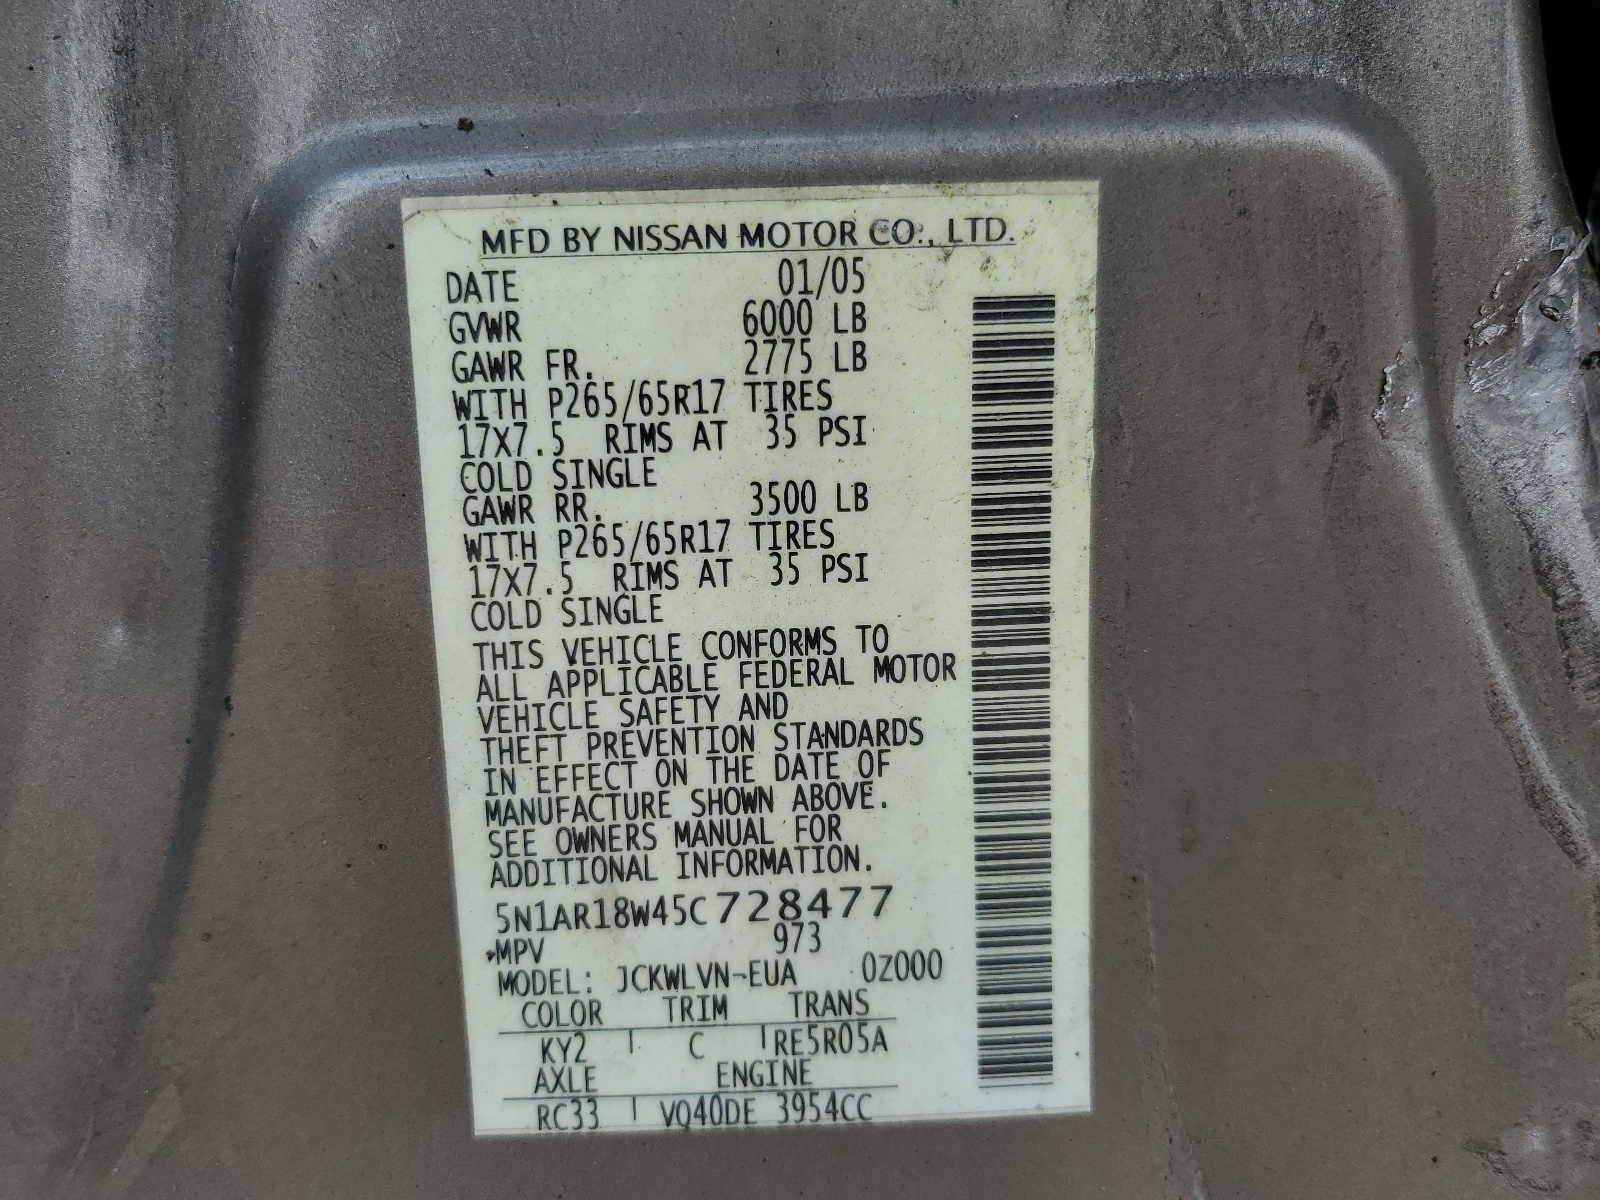 MFD BY NISSAN MOTOR CO., LTD.
DATE 01/05
GVWR 6000 LB
GAWR FR. 2775 LB
WITH P265/65R17 TIRES
17X7.5 RIMS AT 35 PSI
COLD SINGLE
GAWR RR. 3500 LB
WITH P265/65R17 TIRES
17X7.5 RIMS AT 35 PSI
COLD SINGLE
THIS VEHICLE CONFORMS TO
ALL APPLICABLE FEDERAL MOTOR
VEHICLE SAFETY AND
THEFT PREVENTION STANDARDS
IN EFFECT ON THE DATE OF
MANUFACTURE SHOWN ABOVE.
SEE OWNERS MANUAL FOR
ADDITIONAL INFORMATION.
5N1AR18W45C728477
MPV 973
MODEL: JCKWLVN-EUA 0Z000
COLOR TRIM TRANS
KY2 C RE5R05A
AXLE ENGINE
RC33 VQ40DE 3954CC